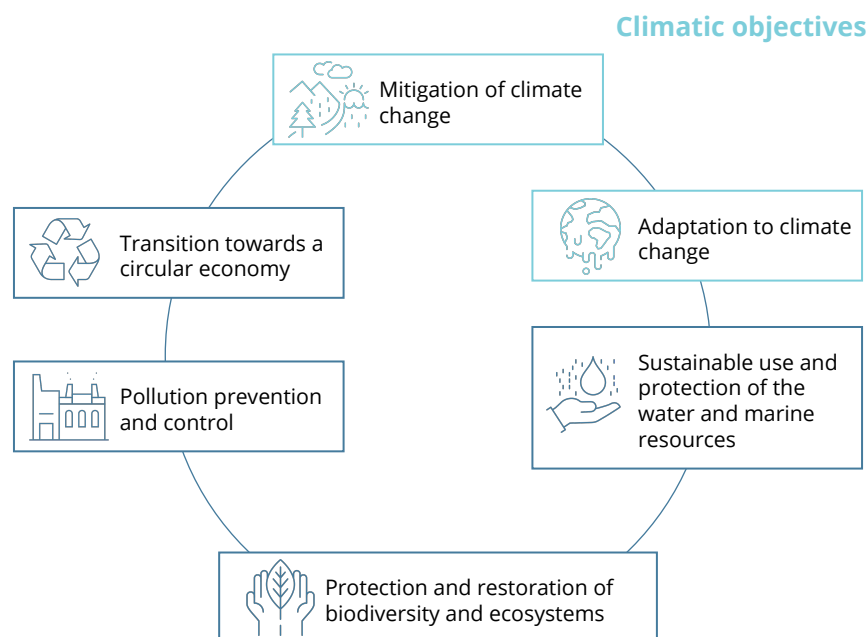 Climatic objectives
Mitigation of climate
change
Transition towards a
circular economy
Adaptation to climate
change
Pollution prevention
and control
Sustainable use and
protection of the
water and marine
resources
Protection and restoration of
biodiversity and ecosystems